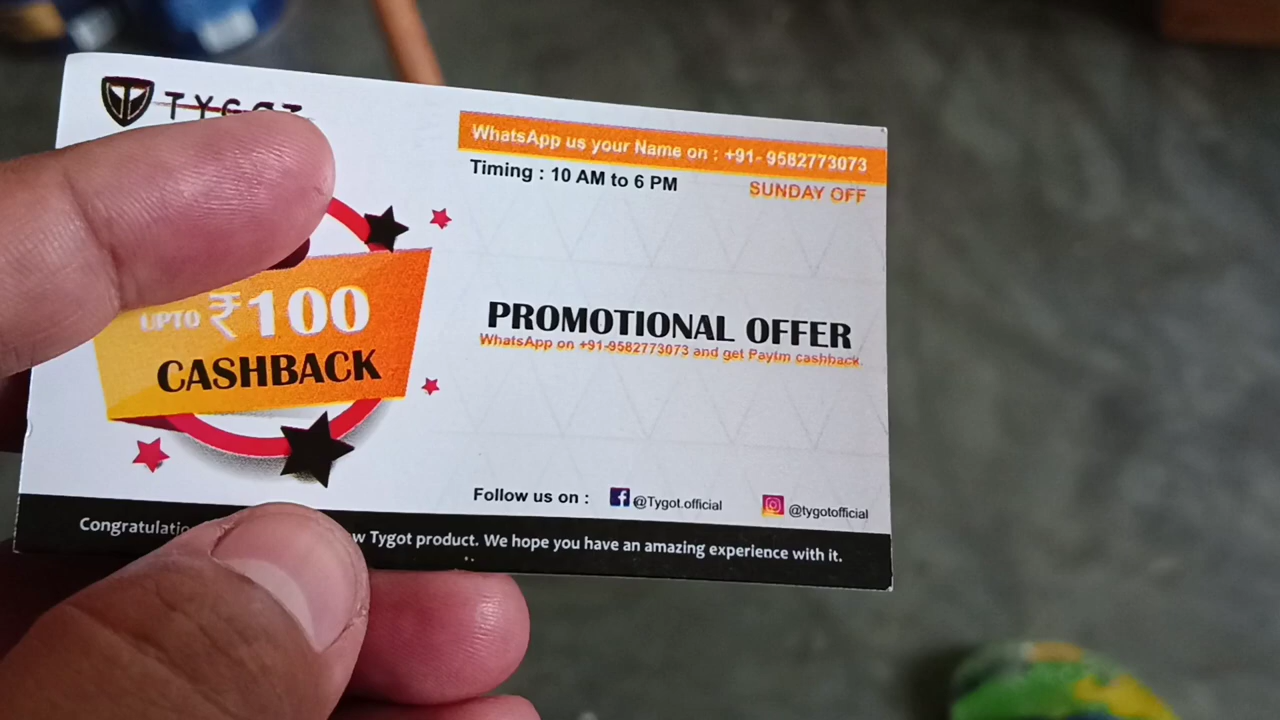 TYGOT
WhatsApp us your Name on : +91- 9582773073
Timing : 10 AM to 6 PM
SUNDAY OFF
UPTO ₹100
CASHBACK
PROMOTIONAL OFFER
WhatsApp on +91-9582773073 and get Paytm cashback.
Follow us on :
@Tygot.official
@tygotofficial
Tygot product. We hope you have an amazing experience with it.